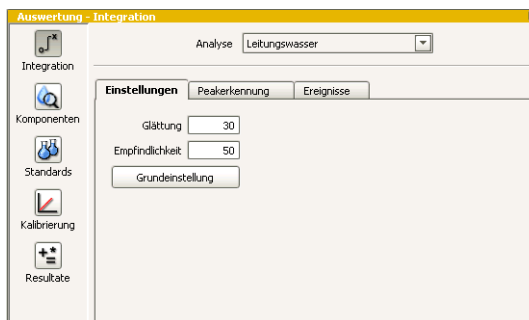 Auswertung - Integration
Analyse Leitungswasser
Integration
Komponenten
Standards
Kalibrierung
Resultate
Einstellungen Peakerkennung Ereignisse
Glättung 30
Empfindlichkeit 50
Grundeinstellung